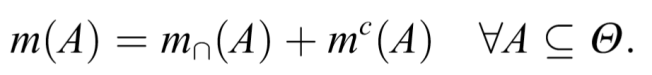 m(A) = m∩(A) + mᶜ(A) ∀A ⊆ Θ.